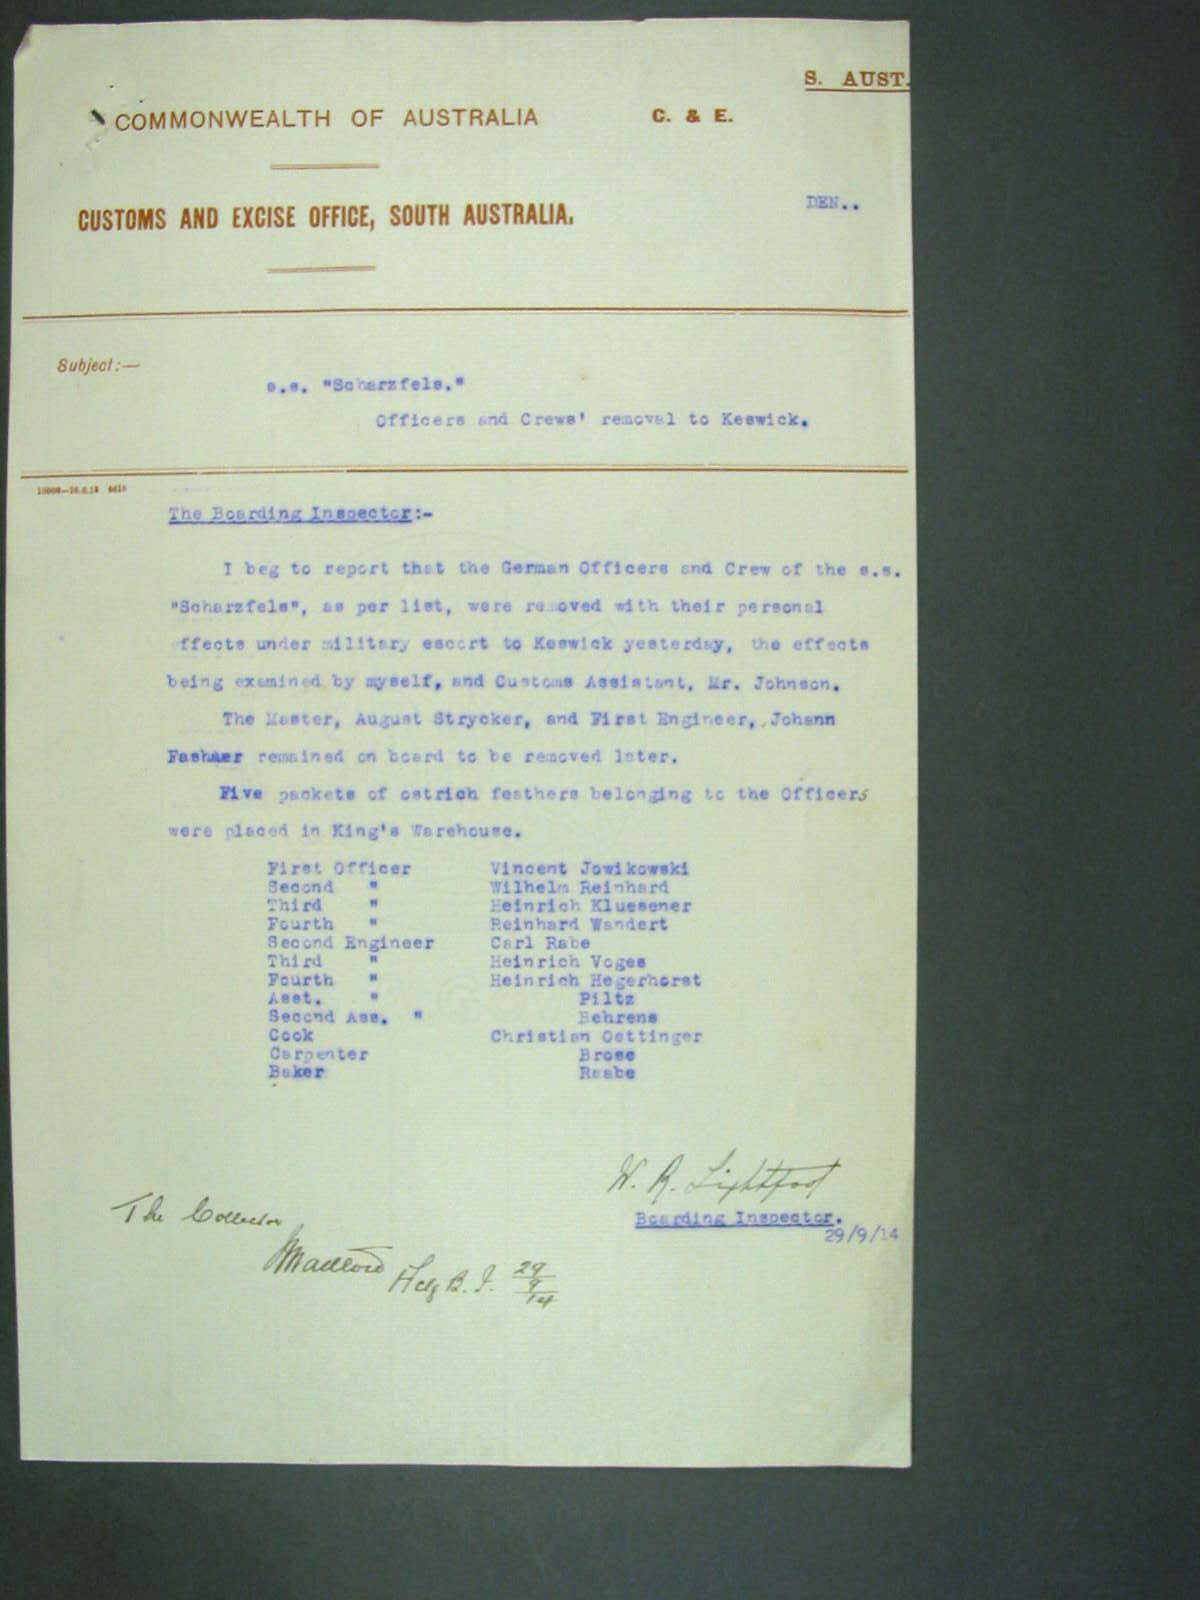 S. AUST.
COMMONWEALTH OF AUSTRALIA C. & E.
CUSTOMS AND EXCISE OFFICE, SOUTH AUSTRALIA.
DEN..
Subject:—
s.s. "Scharzfels."
Officers and Crews' removal to Keswick.
The Boarding Inspector:-
I beg to report that the German Officers and Crew of the s.s.
"Scharzfels", as per list, were removed with their personal
effects under military escort to Keswick yesterday, the effects
being examined by myself, and Customs Assistant, Mr. Johnson.
The Master, August Strycker, and First Engineer, Johann
remained on board to be removed later.
Five packets of ostrich feathers belonging to the Officers
were placed in King's Warehouse.
First Officer Vincent Jowikowski
Second " Wilhelm Reinhard
Third " Heinrich Kluesener
Fourth " Reinhard Wandert
Second Engineer Carl Rabe
Third " Heinrich Voges
Fourth " Heinrich Hegerhorst
Asst. " Piltz
Second Ass. " Behrens
Cook Christian Oettinger
Carpenter Brose
Baker Raabe
W. R. Lightfoot
Boarding Inspector.
29/9/14
The Collector
B. I. 29/9/14